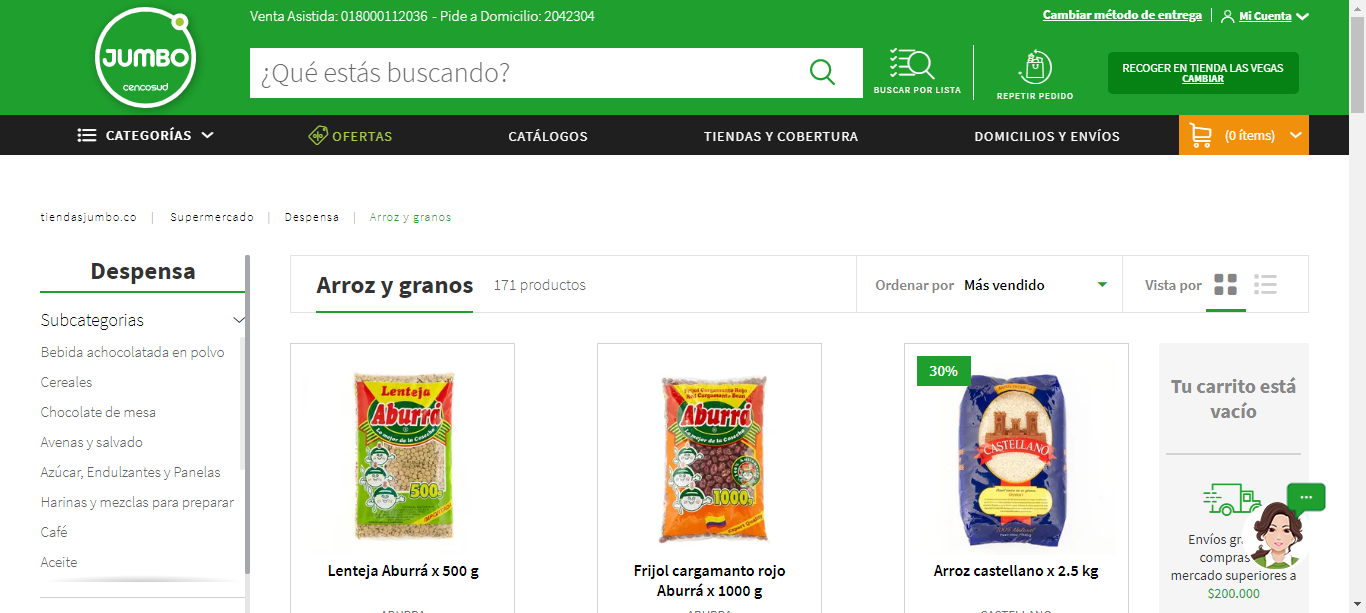 Venta Asistida: 018000112036 - Pide a Domicilio: 2042304
Cambiar método de entrega
Mi Cuenta
JUMBO
cencosud
¿Qué estás buscando?
BUSCAR POR LISTA
REPETIR PEDIDO
RECOGER EN TIENDA LAS VEGAS
CAMBIAR
CATEGORÍAS
OFERTAS
CATÁLOGOS
TIENDAS Y COBERTURA
DOMICILIOS Y ENVÍOS
(0 ítems)
tiendasjumbo.co | Supermercado | Despensa | Arroz y granos
Despensa
Subcategorias
Bebida achocolatada en polvo
Cereales
Chocolate de mesa
Avenas y salvado
Azúcar, Endulzantes y Panelas
Harinas y mezclas para preparar
Café
Aceite
Arroz y granos
171 productos
Ordenar por Más vendido
Vista por
Lenteja
Aburrá
Lo mejor de la Cosecha
500g
Lenteja Aburrá x 500 g
ABURRA
Frijol Cargamanto Rojo
Red Cargamanto Bean
Aburrá
Lo mejor de la Cosecha
1000g
Frijol cargamanto rojo
Aburrá x 1000 g
ABURRA
30%
CASTELLANO
Arroz castellano x 2.5 kg
CASTELLANO
Tu carrito está
vacío
Envíos
compras
mercado superiores a
$200.000